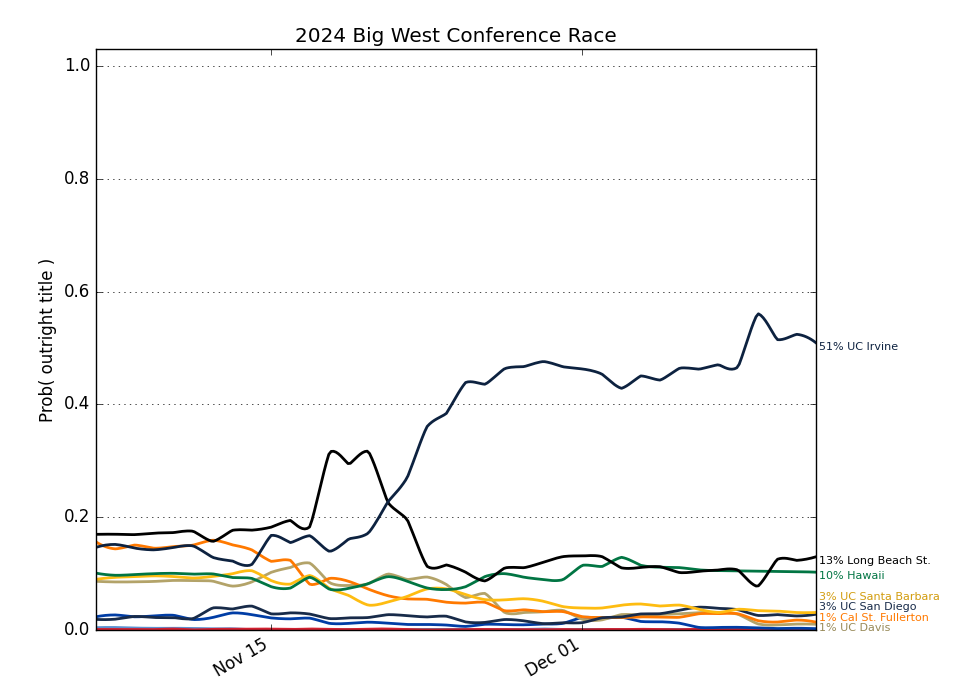 2024 Big West Conference Race
Prob( outright title )
1.0
0.8
0.6
0.4
0.2
0.0
Nov 15
Dec 01
51% UC Irvine
13% Long Beach St.
10% Hawaii
3% UC Santa Barbara
3% UC San Diego
1% Cal St. Fullerton
1% UC Davis